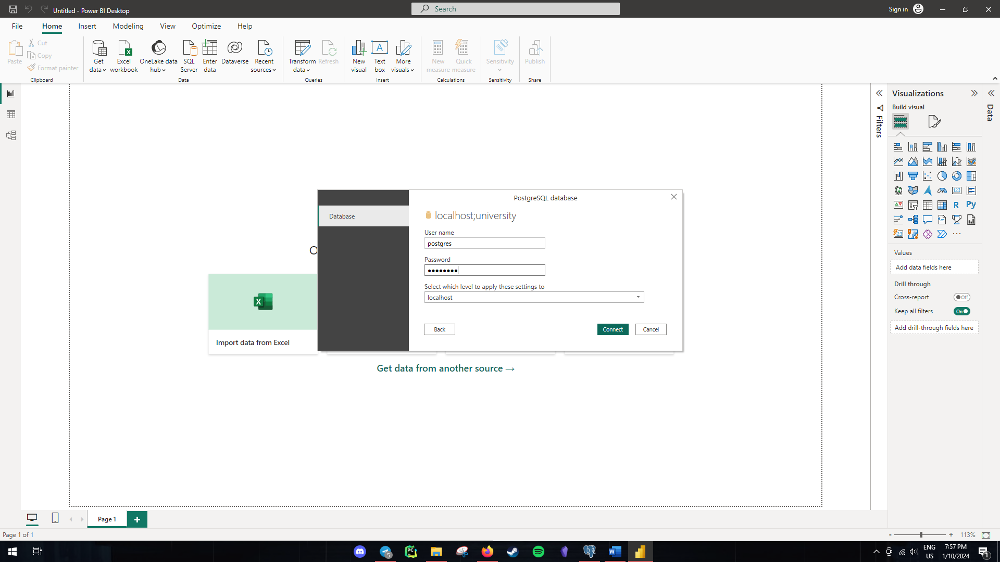 Untitled - Power BI Desktop
Search
Sign in
File
Home
Insert
Modeling
View
Optimize
Help
Paste
Cut
Copy
Format painter
Clipboard
Get data
Excel workbook
OneLake data hub
SQL Server
Enter data
Dataverse
Recent sources
Data
Transform data
Refresh
Queries
New visual
Text box
More visuals
Insert
New measure
Quick measure
Calculations
Sensitivity
Sensitivity
Publish
Share
Filters
Visualizations
Build visual
Data
R
Py
123
123
Values
Add data fields here
Drill through
Cross-report
Off
Keep all filters
On
Add drill-through fields here
O
Import data from Excel
Get data from another source →
PostgreSQL database
Database
localhost;university
User name
postgres
Password
●●●●●●●●
Select which level to apply these settings to
localhost
Back
Connect
Cancel
Page 1
Page 1 of 1
- + 113%
5
PC
W
ENG
US
7:57 PM
1/10/2024
1